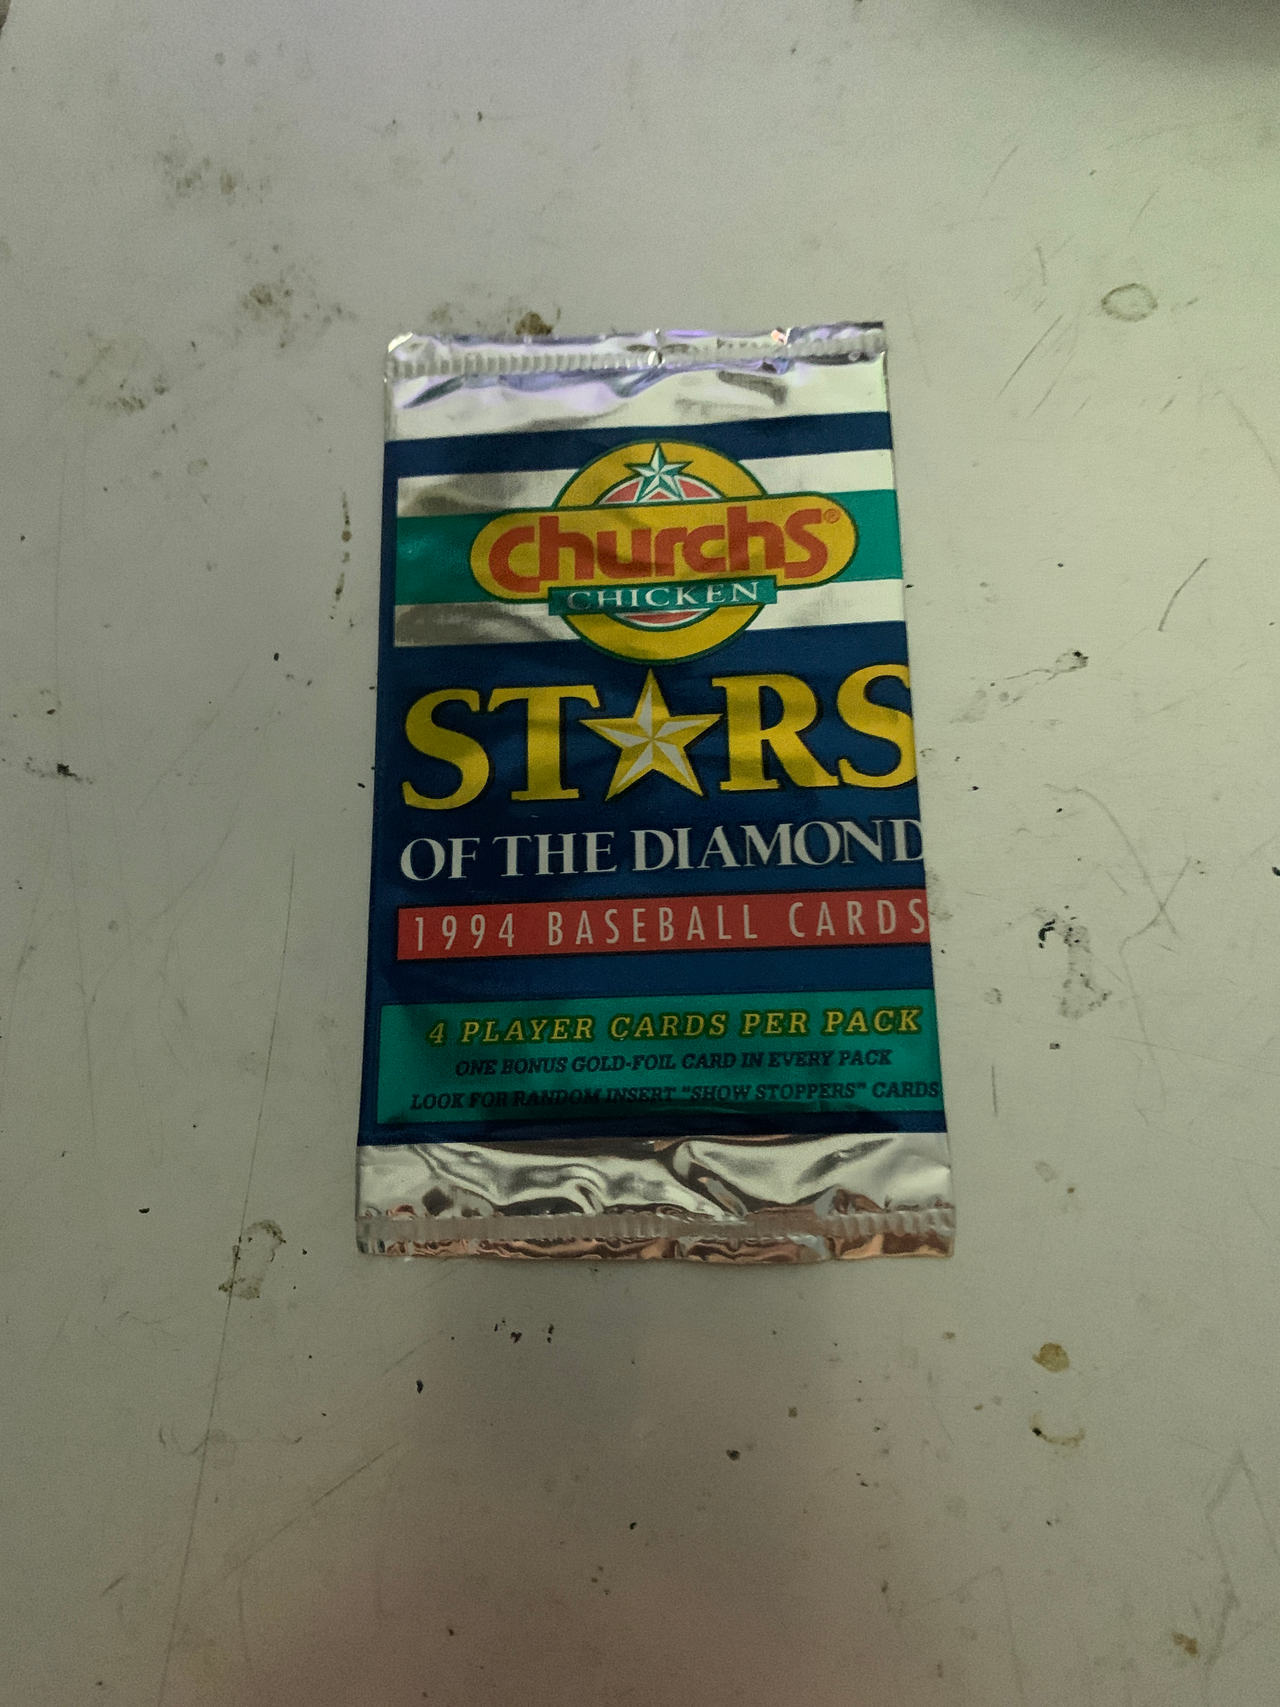 Churchs®
CHICKEN
STARS
OF THE DIAMOND
1994 BASEBALL CARDS
4 PLAYER CARDS PER PACK
ONE BONUS GOLD-FOIL CARD IN EVERY PACK
LOOK FOR RANDOM INSERT "SHOW STOPPERS" CARDS